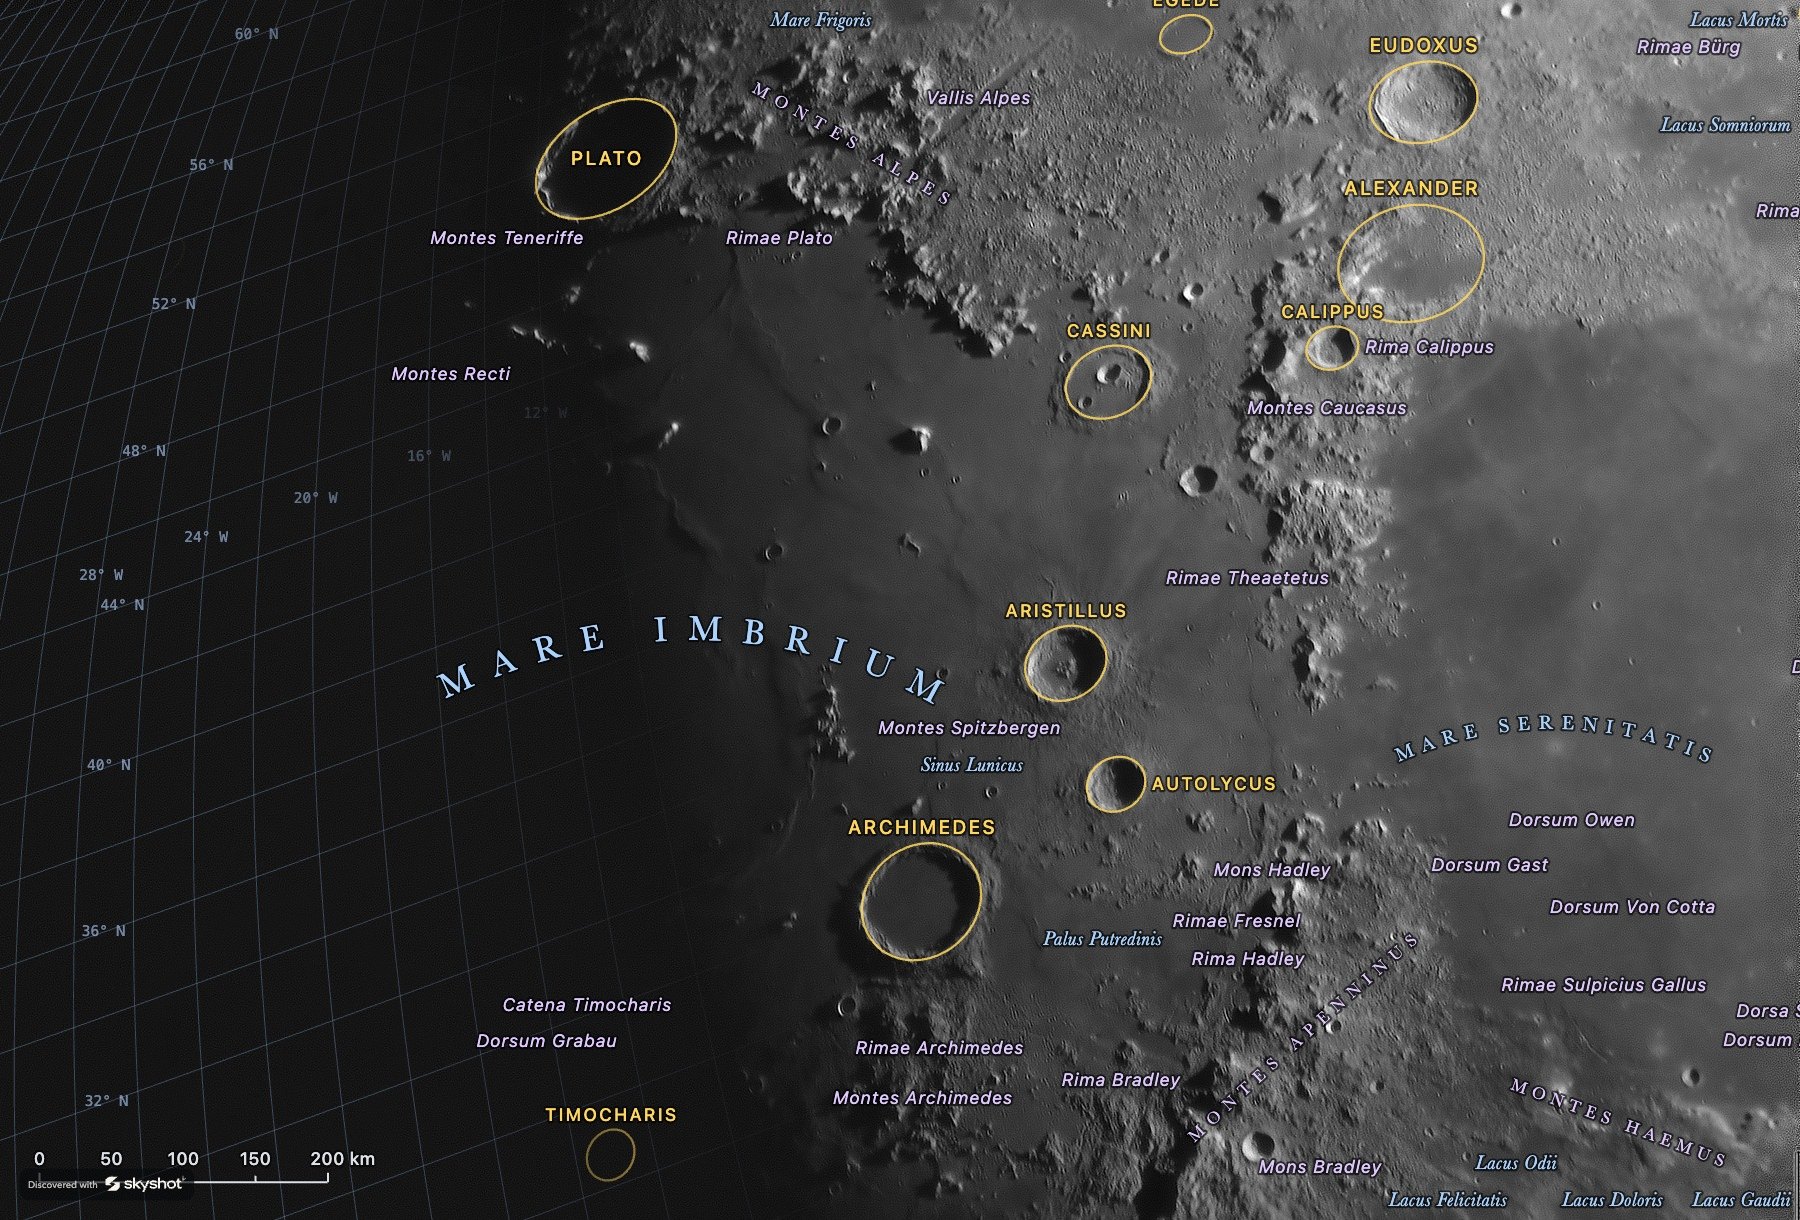 EGEDE
Mare Frigoris
Lacus Mortis
60° N
EUDOXUS
Rimae Bürg
Vallis Alpes
MONTES ALPES
Lacus Somniorum
PLATO
56° N
ALEXANDER
Rima
Montes Teneriffe
Rimae Plato
52° N
CALIPPUS
CASSINI
Rima Calippus
Montes Recti
12° W
Montes Caucasus
48° N
16° W
20° W
24° W
28° W
Rimae Theaetetus
44° N
ARISTILLUS
MARE IMBRIUM
D
Montes Spitzbergen
MARE SERENITATIS
Sinus Lunicus
40° N
AUTOLYCUS
Dorsum Owen
ARCHIMEDES
Dorsum Gast
Mons Hadley
Dorsum Von Cotta
Rimae Fresnel
36° N
Palus Putredinis
Rima Hadley
MONTES APENNINUS
Rimae Sulpicius Gallus
Catena Timocharis
Dorsa S
Dorsum Grabau
Dorsum
Rimae Archimedes
Rima Bradley
Montes Archimedes
32° N
MONTES HAEMUS
TIMOCHARIS
0 50 100 150 200 km
Lacus Odii
Mons Bradley
Discovered with skyshot
Lacus Felicitatis
Lacus Doloris
Lacus Gaudii